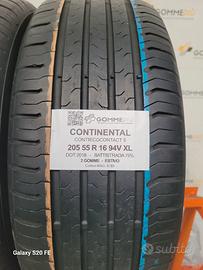 GOMME
CONTINENTAL
CONTIECOCONTACT 5
205 55 R 16 94V XL
DOT 2018 - BATTISTRADA 70%
2 GOMME - ESTIVO
Galaxy S20 FE
subito